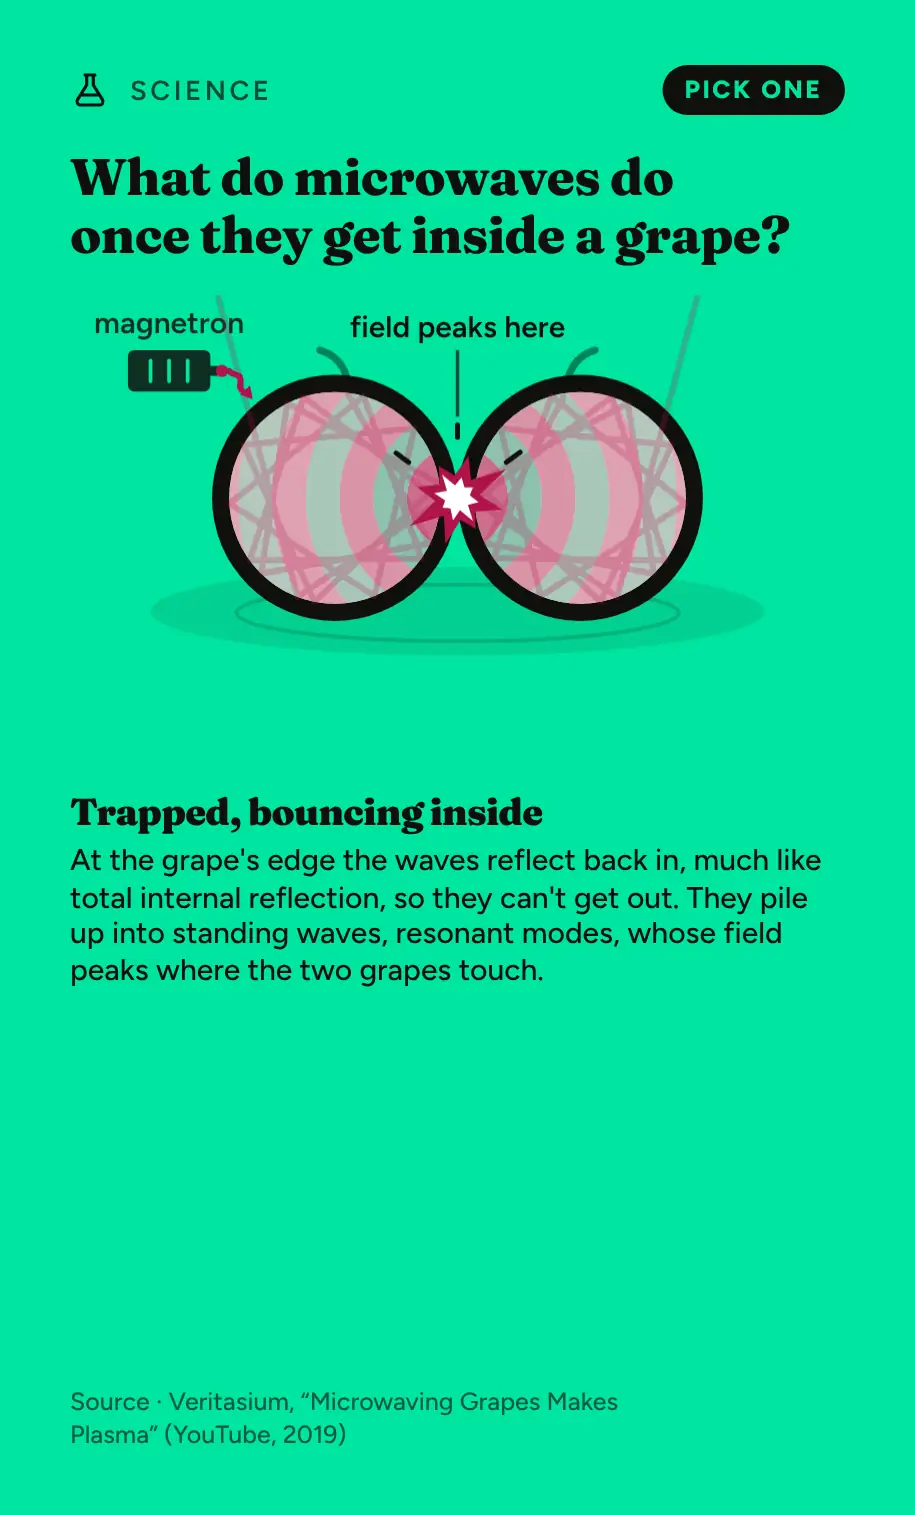 SCIENCE
PICK ONE
What do microwaves do
once they get inside a grape?
magnetron
field peaks here
Trapped, bouncing inside
At the grape's edge the waves reflect back in, much like
total internal reflection, so they can't get out. They pile
up into standing waves, resonant modes, whose field
peaks where the two grapes touch.
Source · Veritasium, “Microwaving Grapes Makes
Plasma” (YouTube, 2019)